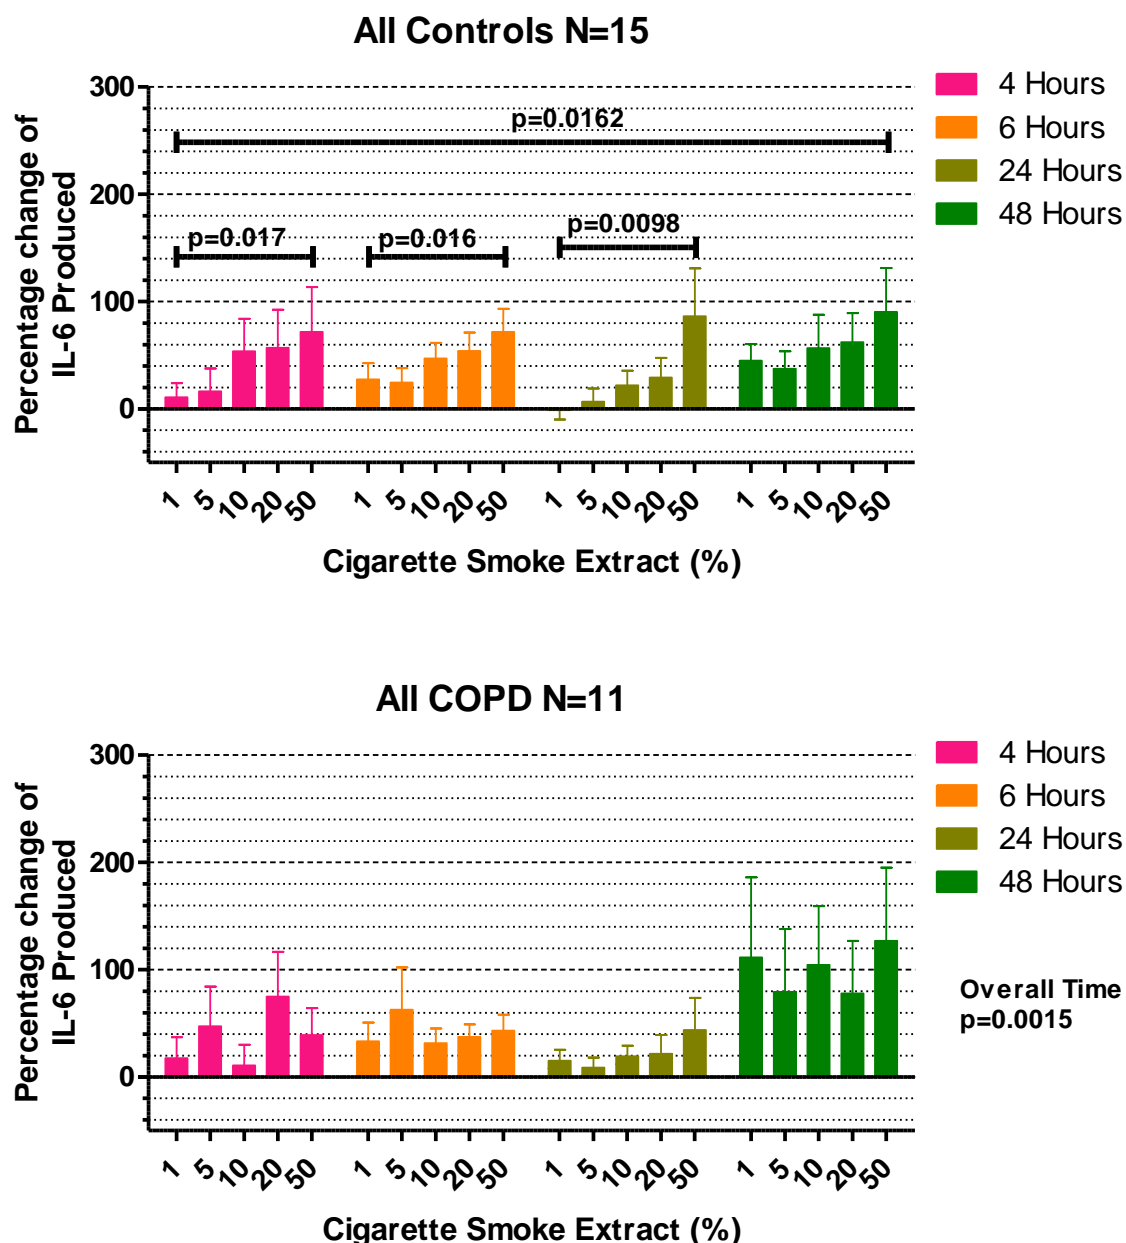 All Controls N=15
300
200
100
0
Percentage change of
IL-6 Produced
p=0.0162
p=0.017
p=0.016
p=0.0098
4 Hours
6 Hours
24 Hours
48 Hours
1 5 10 20 50 1 5 10 20 50 1 5 10 20 50 1 5 10 20 50
Cigarette Smoke Extract (%)
All COPD N=11
300
200
100
0
Percentage change of
IL-6 Produced
4 Hours
6 Hours
24 Hours
48 Hours
Overall Time
p=0.0015
1 5 10 20 50 1 5 10 20 50 1 5 10 20 50 1 5 10 20 50
Cigarette Smoke Extract (%)